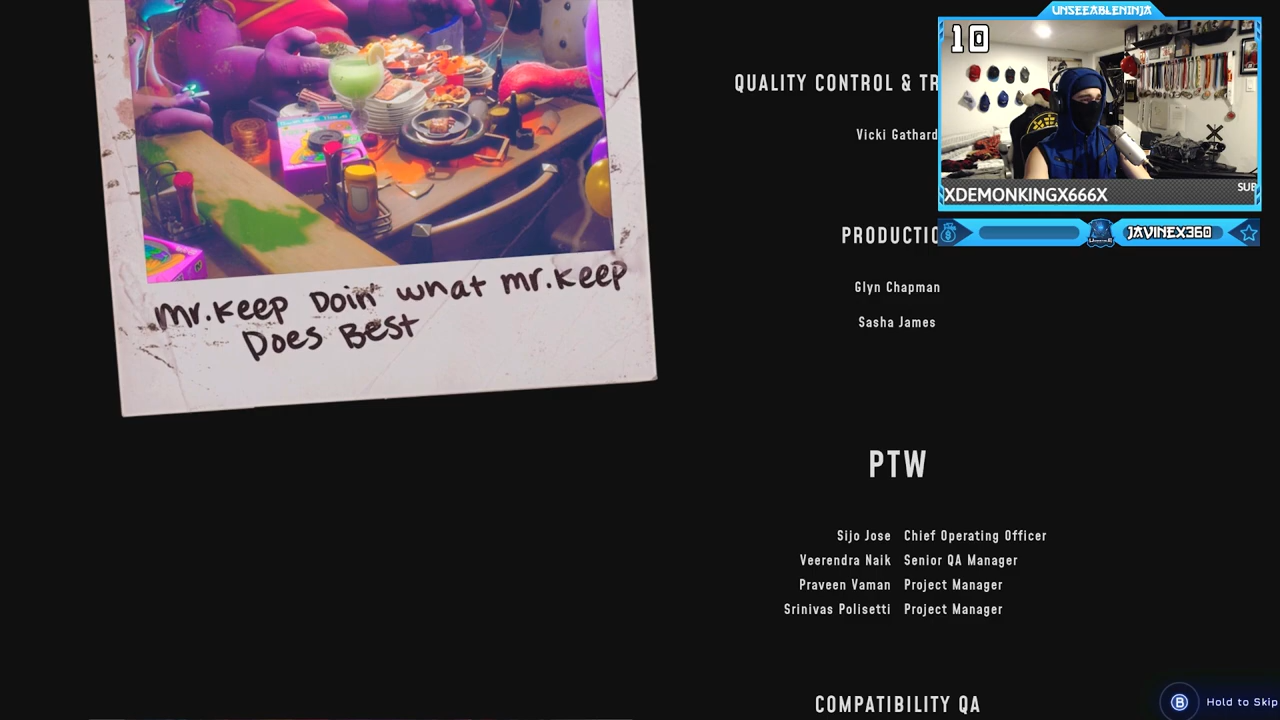 UNSEEABLENINJA
10
XDEMONKINGX666X
SUB
JAVINEX360
Mr.Keep Doin' what Mr.Keep
Does Best
QUALITY CONTROL & TR
Vicki Gathard
PRODUCTIO
Glyn Chapman
Sasha James
PTW
Sijo Jose Chief Operating Officer
Veerendra Naik Senior QA Manager
Praveen Vaman Project Manager
Srinivas Polisetti Project Manager
COMPATIBILITY QA
B Hold to Skip